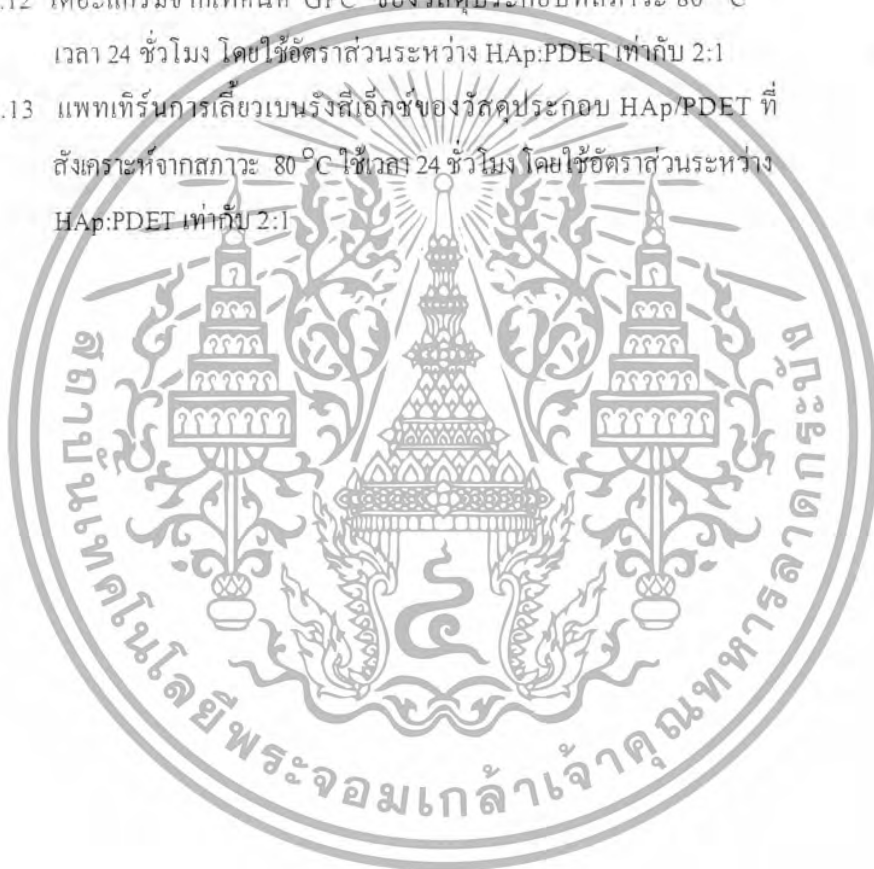 .12 ไดอะแกรมจากเทคนิค GPC ของวัสดุประกอบที่สภาวะ 80 °C
เวลา 24 ชั่วโมง โดยใช้อัตราส่วนระหว่าง HAp:PDET เท่ากับ 2:1
.13 แพทเทิร์นการเลี้ยวเบนรังสีเอ็กซ์ของวัสดุประกอบ HAp/PDET ที่
สังเคราะห์จากสภาวะ 80 °C ใช้เวลา 24 ชั่วโมง โดยใช้อัตราส่วนระหว่าง
HAp:PDET เท่ากับ 2:1
๔
สถาบันเทคโนโลยีพระจอมเกล้าเจ้าคุณทหารลาดกระบัง